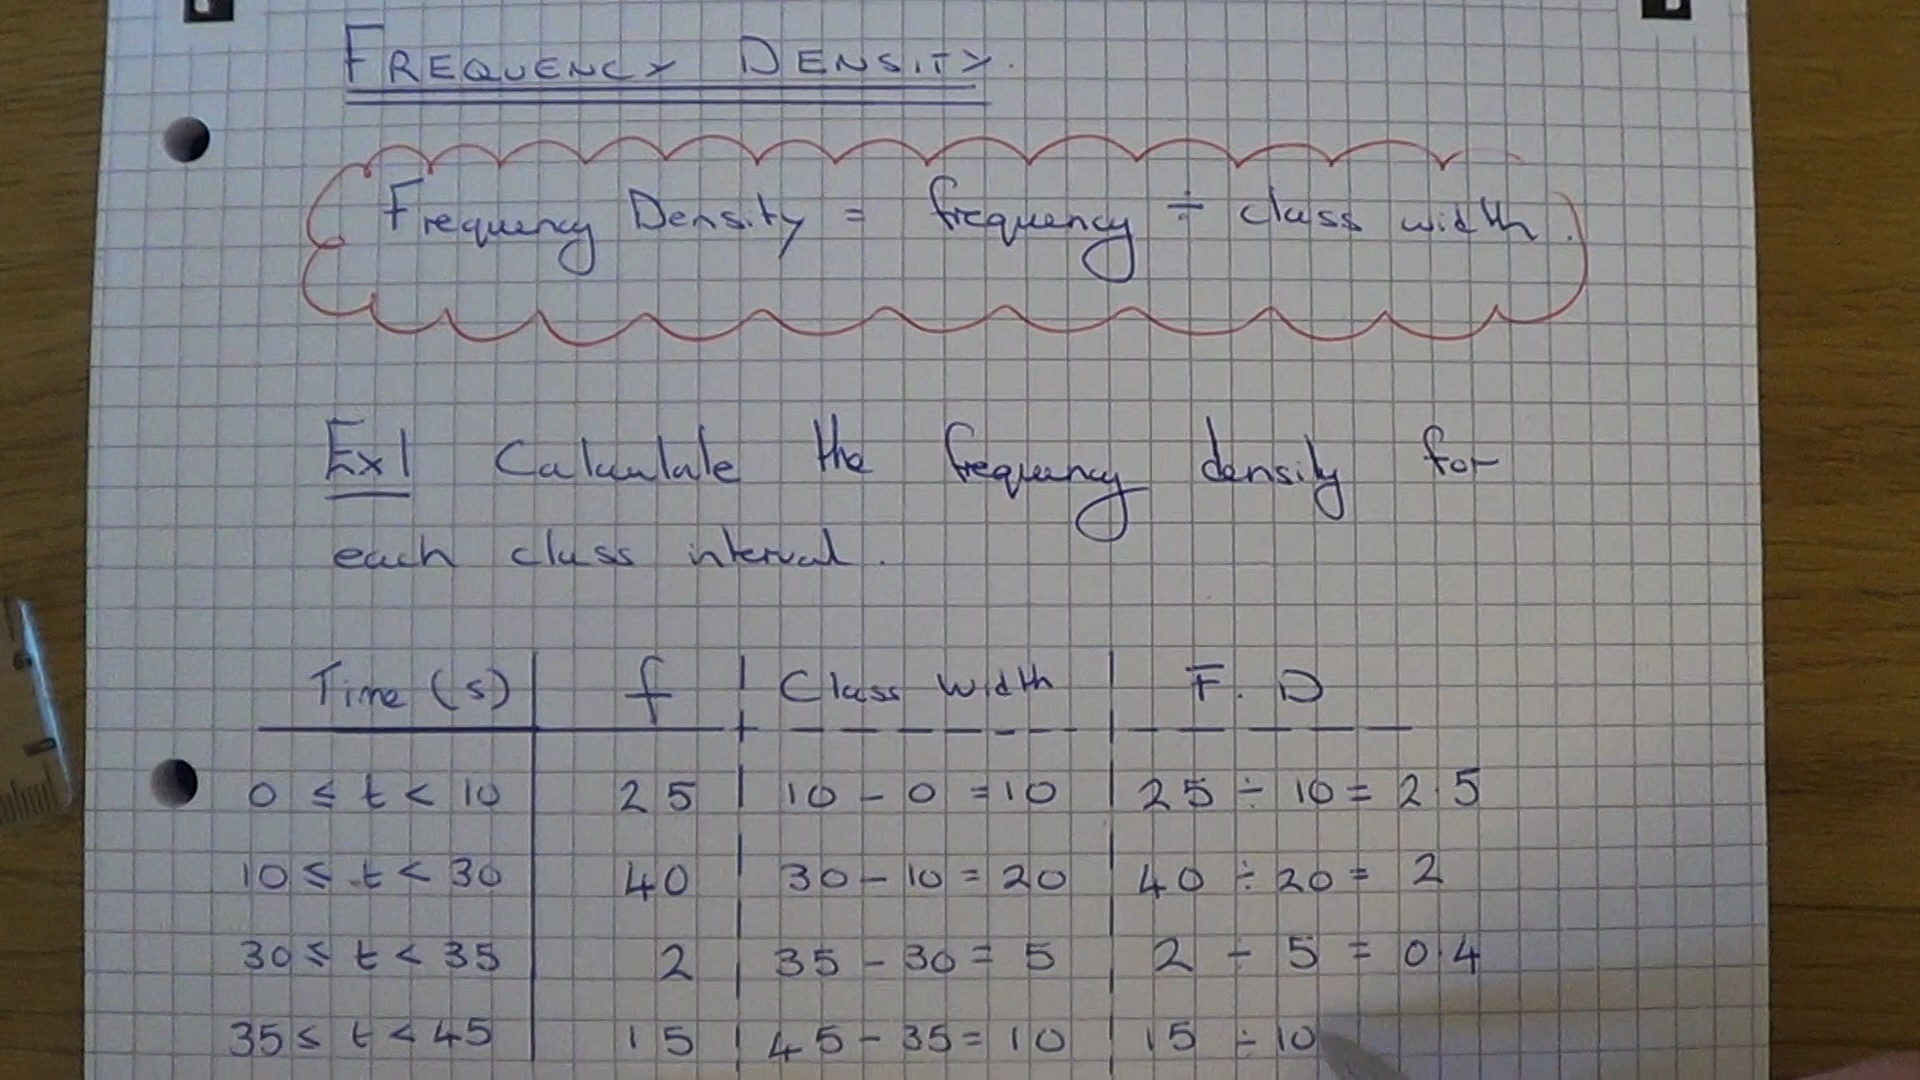 FREQUENCY DENSITY.
Frequency Density = frequency ÷ class width.
Ex1 Calculate the frequency density for
each class interval.
Time (s) f Class Width F.D
0 ≤ t < 10 25 10 - 0 = 10 25 ÷ 10 = 2.5
10 ≤ t < 30 40 30 - 10 = 20 40 ÷ 20 = 2
30 ≤ t < 35 2 35 - 30 = 5 2 ÷ 5 = 0.4
35 ≤ t < 45 15 45 - 35 = 10 15 ÷ 10